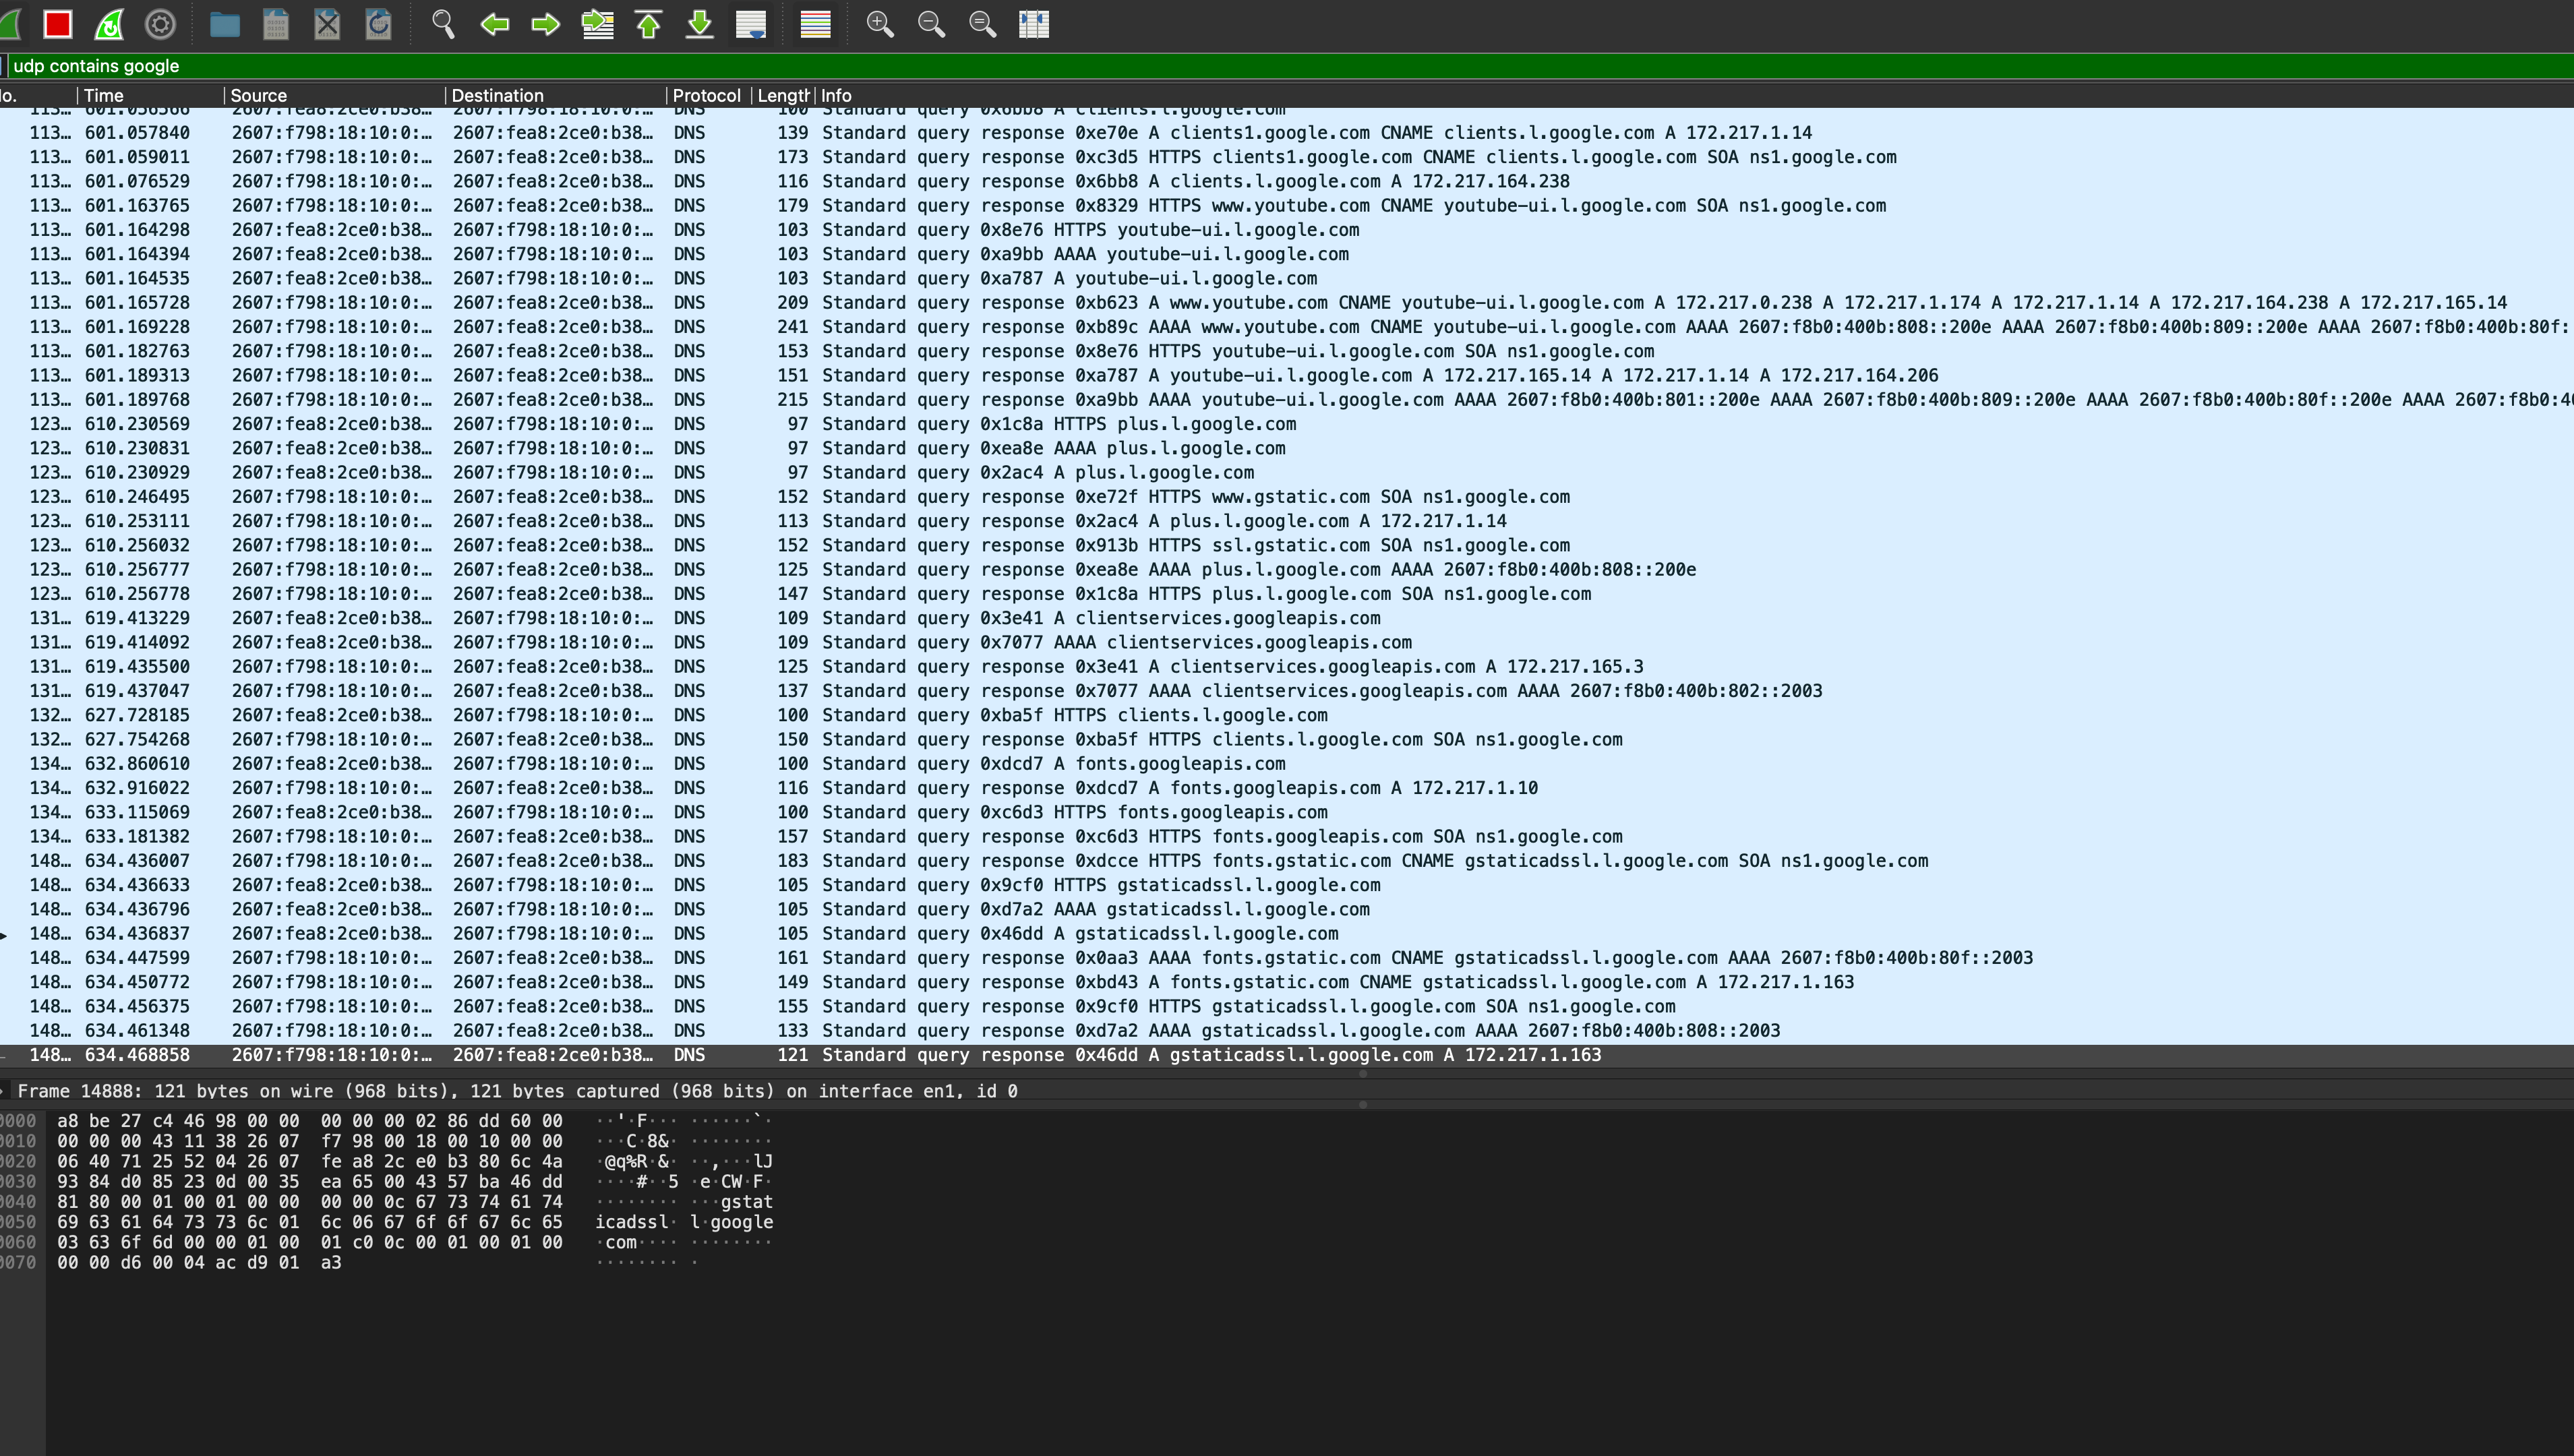 udp contains google
o. Time Source Destination Protocol Length Info
113… 601.056566 2607:fea8:2ce0:b38… 2607:f798:18:10:0:… DNS 100 Standard query 0x6bb8 A clients.l.google.com
113… 601.057840 2607:f798:18:10:0:… 2607:fea8:2ce0:b38… DNS 139 Standard query response 0xe70e A clients1.google.com CNAME clients.l.google.com A 172.217.1.14
113… 601.059011 2607:f798:18:10:0:… 2607:fea8:2ce0:b38… DNS 173 Standard query response 0xc3d5 HTTPS clients1.google.com CNAME clients.l.google.com SOA ns1.google.com
113… 601.076529 2607:f798:18:10:0:… 2607:fea8:2ce0:b38… DNS 116 Standard query response 0x6bb8 A clients.l.google.com A 172.217.164.238
113… 601.163765 2607:f798:18:10:0:… 2607:fea8:2ce0:b38… DNS 179 Standard query response 0x8329 HTTPS www.youtube.com CNAME youtube-ui.l.google.com SOA ns1.google.com
113… 601.164298 2607:fea8:2ce0:b38… 2607:f798:18:10:0:… DNS 103 Standard query 0x8e76 HTTPS youtube-ui.l.google.com
113… 601.164394 2607:fea8:2ce0:b38… 2607:f798:18:10:0:… DNS 103 Standard query 0xa9bb AAAA youtube-ui.l.google.com
113… 601.164535 2607:fea8:2ce0:b38… 2607:f798:18:10:0:… DNS 103 Standard query 0xa787 A youtube-ui.l.google.com
113… 601.165728 2607:f798:18:10:0:… 2607:fea8:2ce0:b38… DNS 209 Standard query response 0xb623 A www.youtube.com CNAME youtube-ui.l.google.com A 172.217.0.238 A 172.217.1.174 A 172.217.1.14 A 172.217.164.238 A 172.217.165.14
113… 601.169228 2607:f798:18:10:0:… 2607:fea8:2ce0:b38… DNS 241 Standard query response 0xb89c AAAA www.youtube.com CNAME youtube-ui.l.google.com AAAA 2607:f8b0:400b:808::200e AAAA 2607:f8b0:400b:809::200e AAAA 2607:f8b0:400b:80f:
113… 601.182763 2607:f798:18:10:0:… 2607:fea8:2ce0:b38… DNS 153 Standard query response 0x8e76 HTTPS youtube-ui.l.google.com SOA ns1.google.com
113… 601.189313 2607:f798:18:10:0:… 2607:fea8:2ce0:b38… DNS 151 Standard query response 0xa787 A youtube-ui.l.google.com A 172.217.165.14 A 172.217.1.14 A 172.217.164.206
113… 601.189768 2607:f798:18:10:0:… 2607:fea8:2ce0:b38… DNS 215 Standard query response 0xa9bb AAAA youtube-ui.l.google.com AAAA 2607:f8b0:400b:801::200e AAAA 2607:f8b0:400b:809::200e AAAA 2607:f8b0:400b:80f::200e AAAA 2607:f8b0:4
123… 610.230569 2607:fea8:2ce0:b38… 2607:f798:18:10:0:… DNS 97 Standard query 0x1c8a HTTPS plus.l.google.com
123… 610.230831 2607:fea8:2ce0:b38… 2607:f798:18:10:0:… DNS 97 Standard query 0xea8e AAAA plus.l.google.com
123… 610.230929 2607:fea8:2ce0:b38… 2607:f798:18:10:0:… DNS 97 Standard query 0x2ac4 A plus.l.google.com
123… 610.246495 2607:f798:18:10:0:… 2607:fea8:2ce0:b38… DNS 152 Standard query response 0xe72f HTTPS www.gstatic.com SOA ns1.google.com
123… 610.253111 2607:f798:18:10:0:… 2607:fea8:2ce0:b38… DNS 113 Standard query response 0x2ac4 A plus.l.google.com A 172.217.1.14
123… 610.256032 2607:f798:18:10:0:… 2607:fea8:2ce0:b38… DNS 152 Standard query response 0x913b HTTPS ssl.gstatic.com SOA ns1.google.com
123… 610.256777 2607:f798:18:10:0:… 2607:fea8:2ce0:b38… DNS 125 Standard query response 0xea8e AAAA plus.l.google.com AAAA 2607:f8b0:400b:808::200e
123… 610.256778 2607:f798:18:10:0:… 2607:fea8:2ce0:b38… DNS 147 Standard query response 0x1c8a HTTPS plus.l.google.com SOA ns1.google.com
131… 619.413229 2607:fea8:2ce0:b38… 2607:f798:18:10:0:… DNS 109 Standard query 0x3e41 A clientservices.googleapis.com
131… 619.414092 2607:fea8:2ce0:b38… 2607:f798:18:10:0:… DNS 109 Standard query 0x7077 AAAA clientservices.googleapis.com
131… 619.435500 2607:f798:18:10:0:… 2607:fea8:2ce0:b38… DNS 125 Standard query response 0x3e41 A clientservices.googleapis.com A 172.217.165.3
131… 619.437047 2607:f798:18:10:0:… 2607:fea8:2ce0:b38… DNS 137 Standard query response 0x7077 AAAA clientservices.googleapis.com AAAA 2607:f8b0:400b:802::2003
132… 627.728185 2607:fea8:2ce0:b38… 2607:f798:18:10:0:… DNS 100 Standard query 0xba5f HTTPS clients.l.google.com
132… 627.754268 2607:f798:18:10:0:… 2607:fea8:2ce0:b38… DNS 150 Standard query response 0xba5f HTTPS clients.l.google.com SOA ns1.google.com
134… 632.860610 2607:fea8:2ce0:b38… 2607:f798:18:10:0:… DNS 100 Standard query 0xdcd7 A fonts.googleapis.com
134… 632.916022 2607:f798:18:10:0:… 2607:fea8:2ce0:b38… DNS 116 Standard query response 0xdcd7 A fonts.googleapis.com A 172.217.1.10
134… 633.115069 2607:fea8:2ce0:b38… 2607:f798:18:10:0:… DNS 100 Standard query 0xc6d3 HTTPS fonts.googleapis.com
134… 633.181382 2607:f798:18:10:0:… 2607:fea8:2ce0:b38… DNS 157 Standard query response 0xc6d3 HTTPS fonts.googleapis.com SOA ns1.google.com
148… 634.436007 2607:f798:18:10:0:… 2607:fea8:2ce0:b38… DNS 183 Standard query response 0xdcce HTTPS fonts.gstatic.com CNAME gstaticadssl.l.google.com SOA ns1.google.com
148… 634.436633 2607:fea8:2ce0:b38… 2607:f798:18:10:0:… DNS 105 Standard query 0x9cf0 HTTPS gstaticadssl.l.google.com
148… 634.436796 2607:fea8:2ce0:b38… 2607:f798:18:10:0:… DNS 105 Standard query 0xd7a2 AAAA gstaticadssl.l.google.com
148… 634.436837 2607:fea8:2ce0:b38… 2607:f798:18:10:0:… DNS 105 Standard query 0x46dd A gstaticadssl.l.google.com
148… 634.447599 2607:f798:18:10:0:… 2607:fea8:2ce0:b38… DNS 161 Standard query response 0x0aa3 AAAA fonts.gstatic.com CNAME gstaticadssl.l.google.com AAAA 2607:f8b0:400b:80f::2003
148… 634.450772 2607:f798:18:10:0:… 2607:fea8:2ce0:b38… DNS 149 Standard query response 0xbd43 A fonts.gstatic.com CNAME gstaticadssl.l.google.com A 172.217.1.163
148… 634.456375 2607:f798:18:10:0:… 2607:fea8:2ce0:b38… DNS 155 Standard query response 0x9cf0 HTTPS gstaticadssl.l.google.com SOA ns1.google.com
148… 634.461348 2607:f798:18:10:0:… 2607:fea8:2ce0:b38… DNS 133 Standard query response 0xd7a2 AAAA gstaticadssl.l.google.com AAAA 2607:f8b0:400b:808::2003
148… 634.468858 2607:f798:18:10:0:… 2607:fea8:2ce0:b38… DNS 121 Standard query response 0x46dd A gstaticadssl.l.google.com A 172.217.1.163
Frame 14888: 121 bytes on wire (968 bits), 121 bytes captured (968 bits) on interface en1, id 0
0000 a8 be 27 c4 46 98 00 00 00 00 00 02 86 dd 60 00 ··'·F··· ······`·
0010 00 00 00 43 11 38 26 07 f7 98 00 18 00 10 00 00 ···C·8&· ········
0020 06 40 71 25 52 04 26 07 fe a8 2c e0 b3 80 6c 4a ·@q%R·&· ··,···lJ
0030 93 84 d0 85 23 0d 00 35 ea 65 00 43 57 ba 46 dd ····#··5 ·e·CW·F·
0040 81 80 00 01 00 01 00 00 00 00 0c 67 73 74 61 74 ········ ···gstat
0050 69 63 61 64 73 73 6c 01 6c 06 67 6f 6f 67 6c 65 icadssl· l·google
0060 03 63 6f 6d 00 00 01 00 01 c0 0c 00 01 00 01 00 ·com···· ········
0070 00 00 d6 00 04 ac d9 01 a3 ········ ·